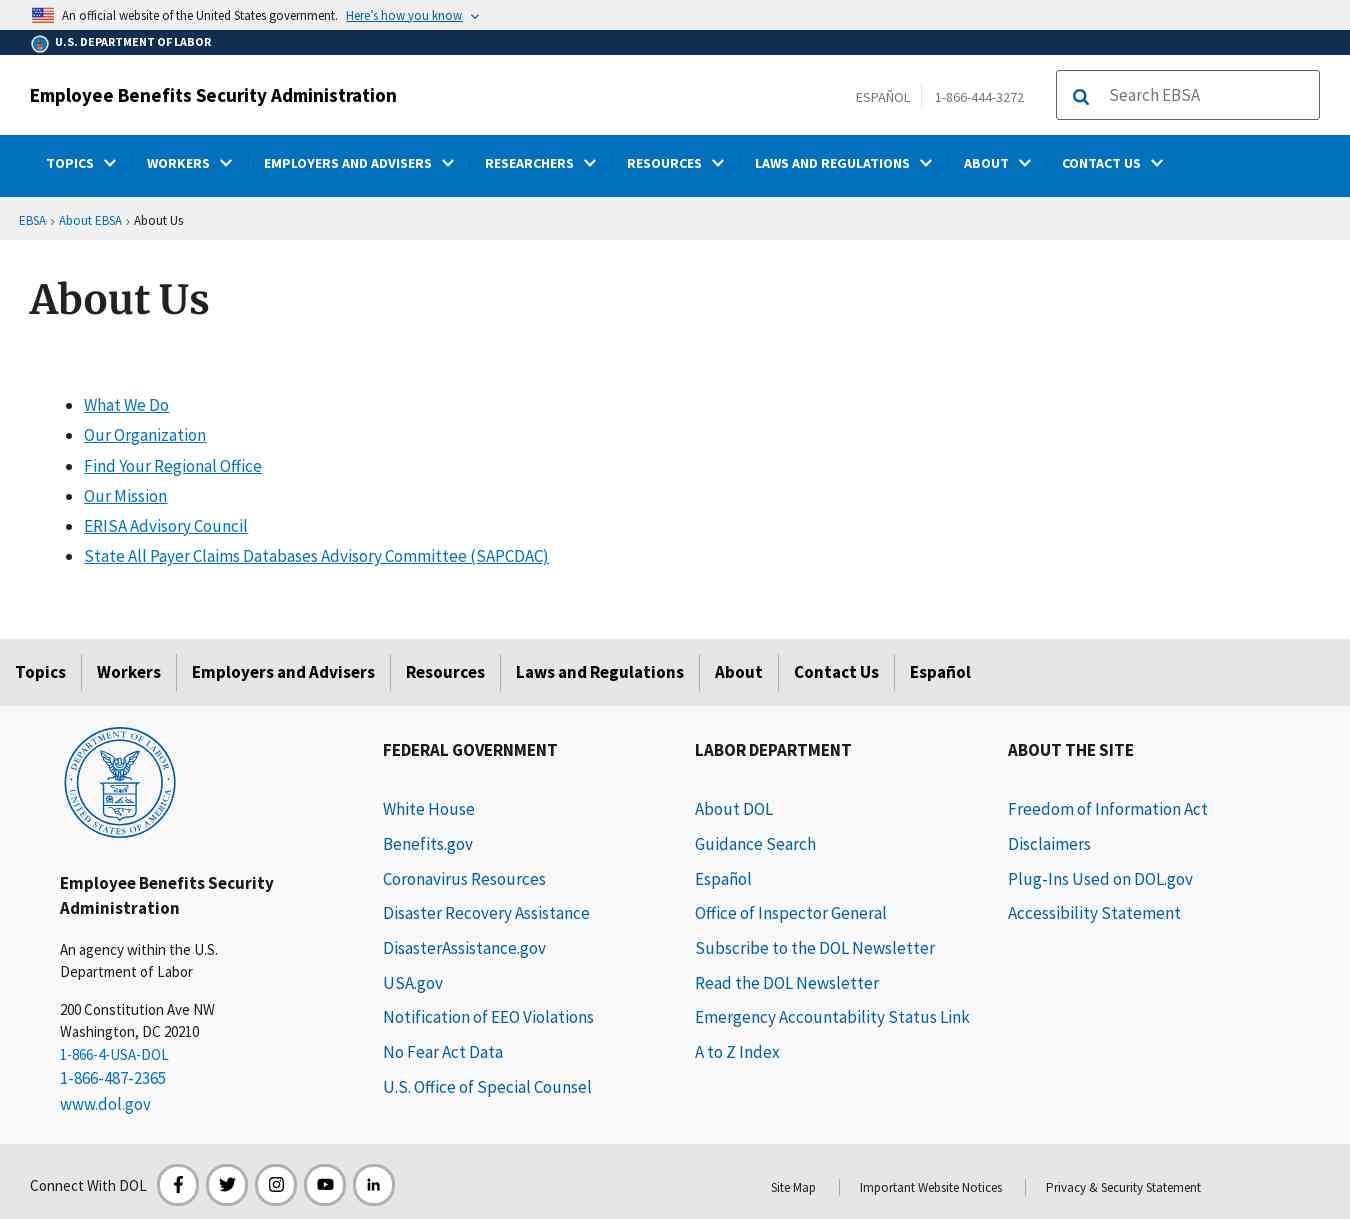 An official website of the United States government. Here's how you know
U.S. DEPARTMENT OF LABOR
Employee Benefits Security Administration
ESPAÑOL
1-866-444-3272
Search EBSA
TOPICS
WORKERS
EMPLOYERS AND ADVISERS
RESEARCHERS
RESOURCES
LAWS AND REGULATIONS
ABOUT
CONTACT US
EBSA › About EBSA › About Us
About Us
What We Do
Our Organization
Find Your Regional Office
Our Mission
ERISA Advisory Council
State All Payer Claims Databases Advisory Committee (SAPCDAC)
Topics
Workers
Employers and Advisers
Resources
Laws and Regulations
About
Contact Us
Español
DEPARTMENT OF LABOR
UNITED STATES OF AMERICA
Employee Benefits Security
Administration
An agency within the U.S.
Department of Labor
200 Constitution Ave NW
Washington, DC 20210
1-866-4-USA-DOL
1-866-487-2365
www.dol.gov
FEDERAL GOVERNMENT
White House
Benefits.gov
Coronavirus Resources
Disaster Recovery Assistance
DisasterAssistance.gov
USA.gov
Notification of EEO Violations
No Fear Act Data
U.S. Office of Special Counsel
LABOR DEPARTMENT
About DOL
Guidance Search
Español
Office of Inspector General
Subscribe to the DOL Newsletter
Read the DOL Newsletter
Emergency Accountability Status Link
A to Z Index
ABOUT THE SITE
Freedom of Information Act
Disclaimers
Plug-Ins Used on DOL.gov
Accessibility Statement
Connect With DOL
Site Map
Important Website Notices
Privacy & Security Statement